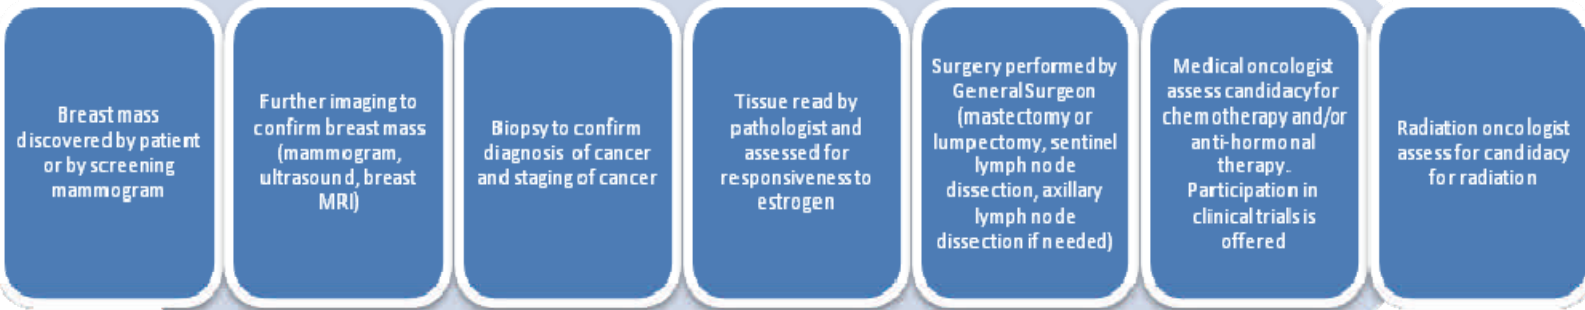 Breast mass
discovered by patient
or by screening
mammogram
Further imaging to
confirm breast mass
(mammogram,
ultrasound, breast
MRI)
Biopsy to confirm
diagnosis of cancer
and staging of cancer
Tissue read by
pathologist and
assessed for
responsiveness to
estrogen
Surgery performed by
General Surgeon
(mastectomy or
lumpectomy, sentinel
lymph node
dissection, axillary
lymph node
dissection if needed)
Medical oncologist
assess candidacy for
chemotherapy and/or
anti-hormonal
therapy..
Participation in
clinical trials is
offered
Radiation oncologist
assess for candidacy
for radiation